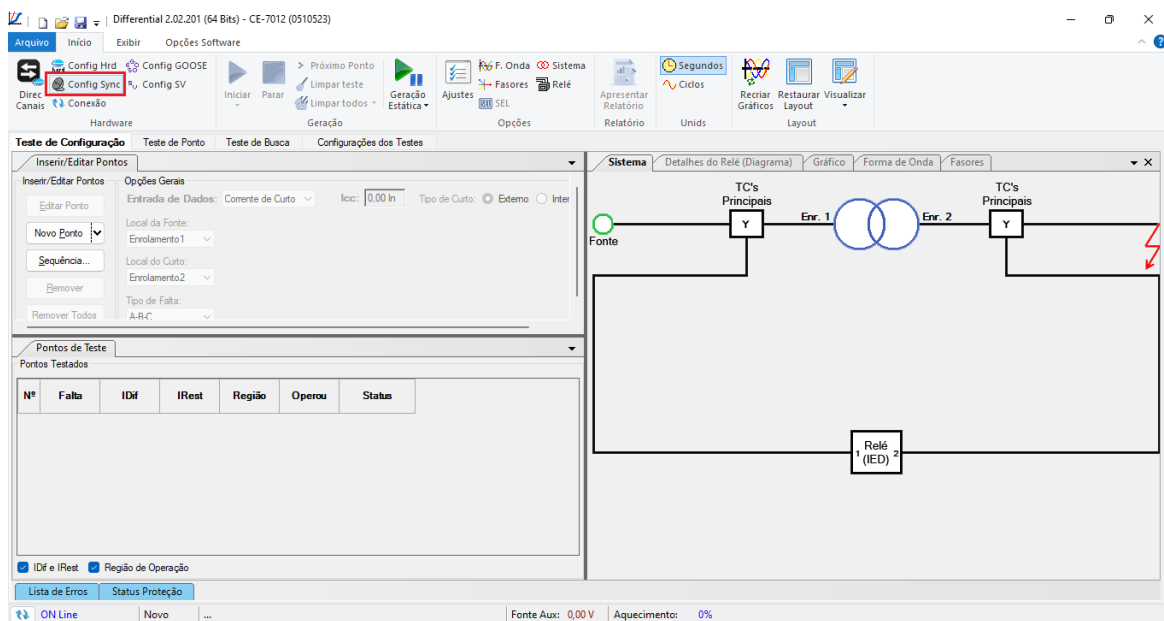 Differential 2.02.201 (64 Bits) - CE-7012 (0510523)
Arquivo Início Exibir Opções Software
Config Hrd Config GOOSE
Config Sync Config SV
Conexão
Direc Canais
Hardware
Iniciar Parar
Próximo Ponto
Limpar teste
Limpar todos
Geração Estática
Geração
Ajustes
F. Onda Sistema
Fasores Relé
SEL
Opções
Apresentar Relatório
Relatório
Segundos
Ciclos
Unids
Recriar Gráficos
Restaurar Layout
Visualizar
Layout
Teste de Configuração Teste de Ponto Teste de Busca Configurações dos Testes
Inserir/Editar Pontos
Inserir/Editar Pontos
Editar Ponto
Novo Ponto
Sequência...
Remover
Remover Todos
Opções Gerais
Entrada de Dados: Corrente de Curto Icc: 0,00 In Tipo de Curto: Externo Inter
Local da Fonte:
Enrolamento1
Local do Curto:
Enrolamento2
Tipo de Falta:
A-B-C
Pontos de Teste
Pontos Testados
Nº Falta IDif IRest Região Operou Status
IDif e IRest Região de Operação
Sistema Detalhes do Relé (Diagrama) Gráfico Forma de Onda Fasores
TC's
Principais
Y
Fonte
Enr. 1
Enr. 2
TC's
Principais
Y
Relé
1 (IED) 2
Lista de Erros Status Proteção
ON Line Novo ... Fonte Aux: 0,00 V Aquecimento: 0%